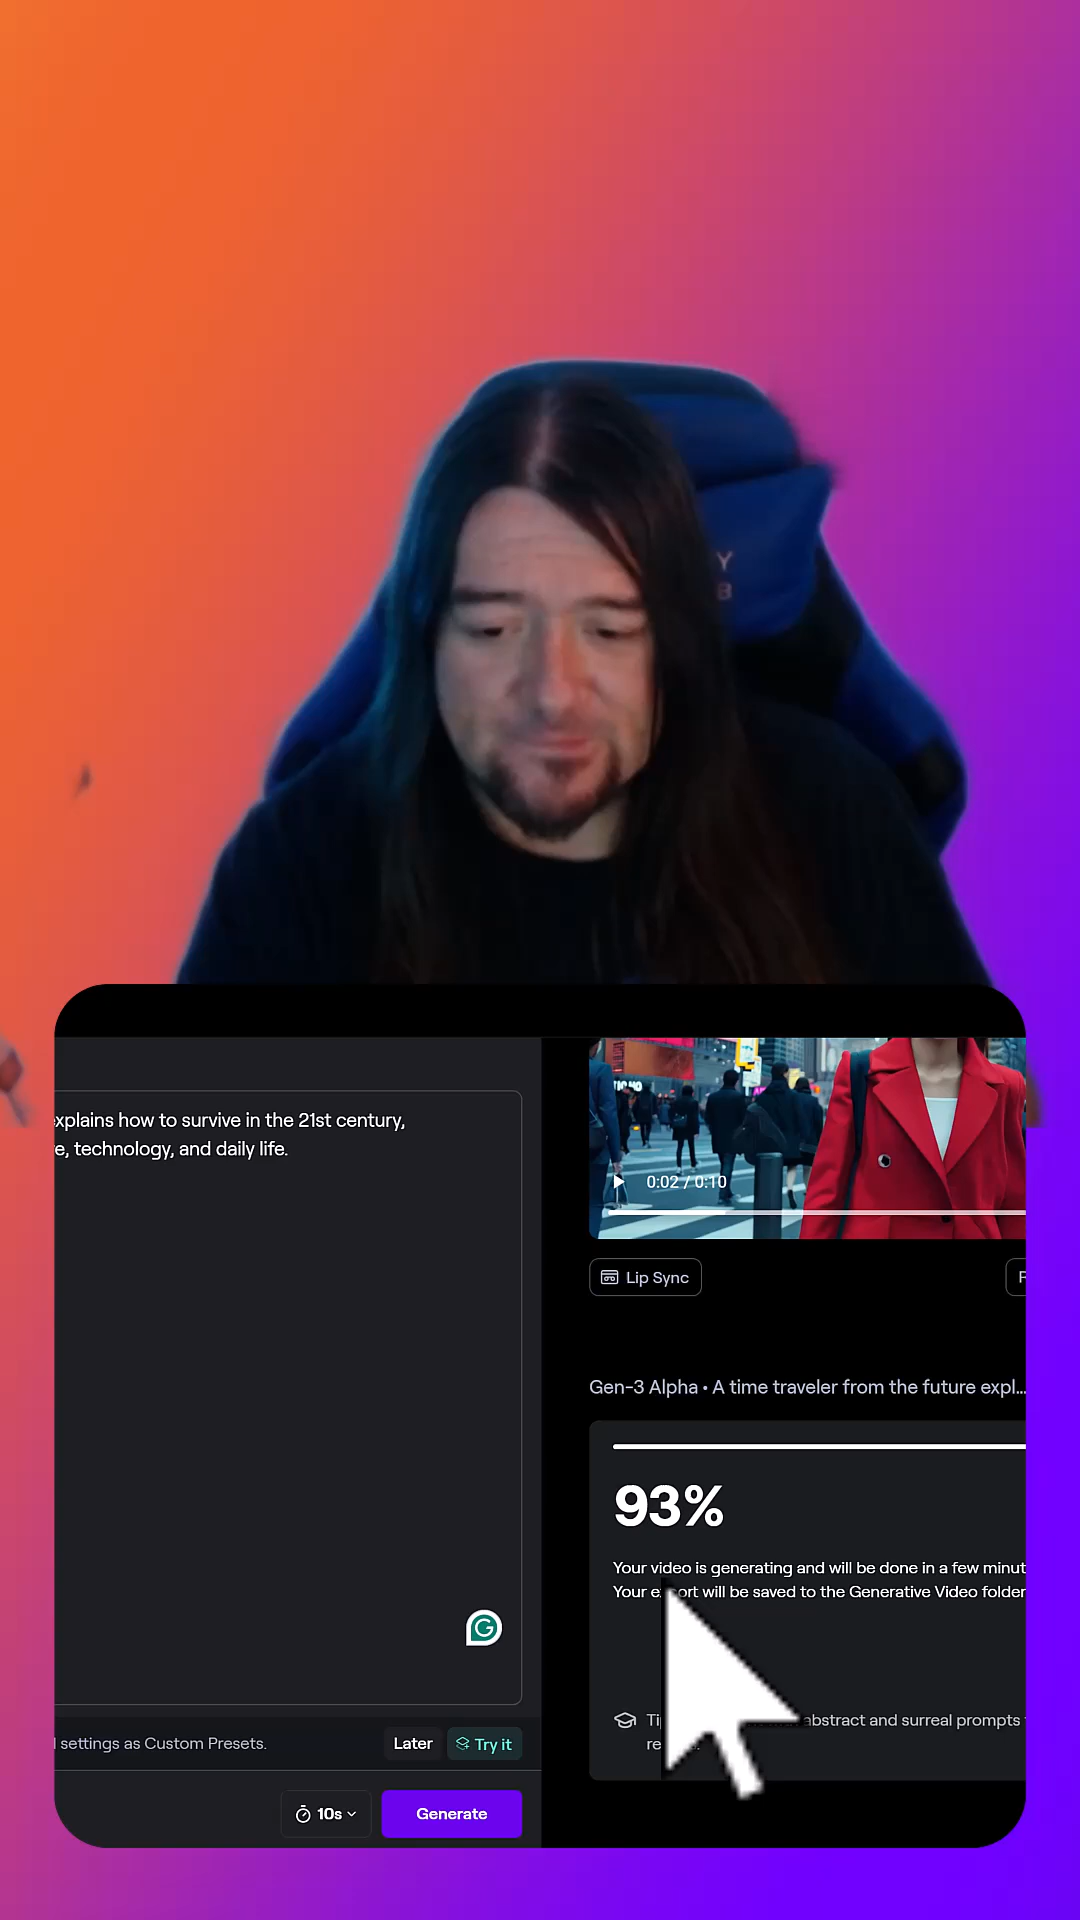 Y
B
explains how to survive in the 21st century,
e, technology, and daily life.
0:02 / 0:10
Lip Sync
Gen-3 Alpha • A time traveler from the future expl...
93%
Your video is generating and will be done in a few minut
Your export will be saved to the Generative Video folder
abstract and surreal prompts
settings as Custom Presets.
Later
Try it
10s
Generate